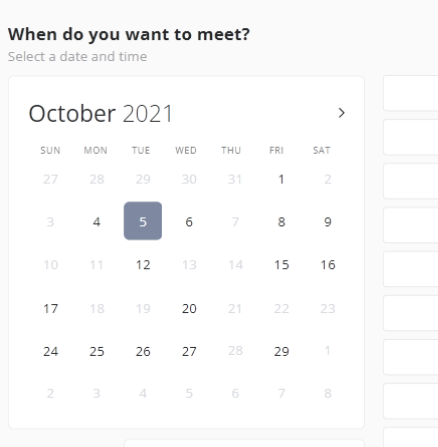 When do you want to meet?
Select a date and time
October 2021
SUN MON TUE WED THU FRI SAT
27 28 29 30 31 1 2
3 4 5 6 7 8 9
10 11 12 13 14 15 16
17 18 19 20 21 22 23
24 25 26 27 28 29 1
2 3 4 5 6 7 8